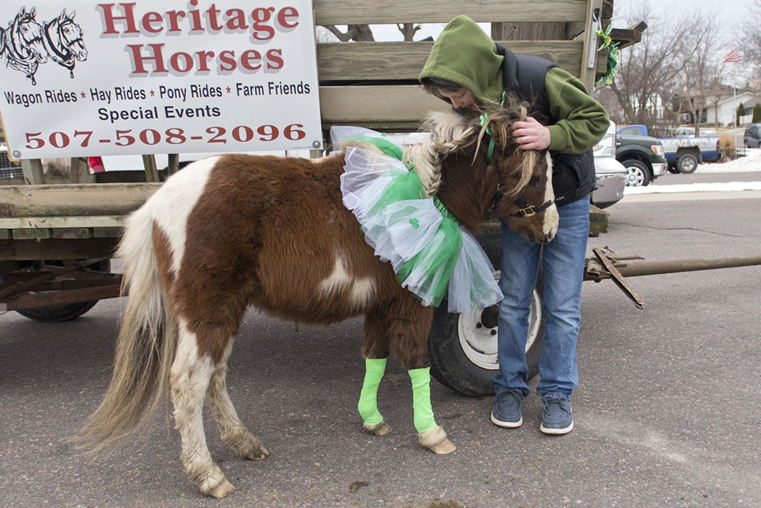 Heritage
Horses
Wagon Rides * Hay Rides * Pony Rides * Farm Friends
Special Events
507-508-2096